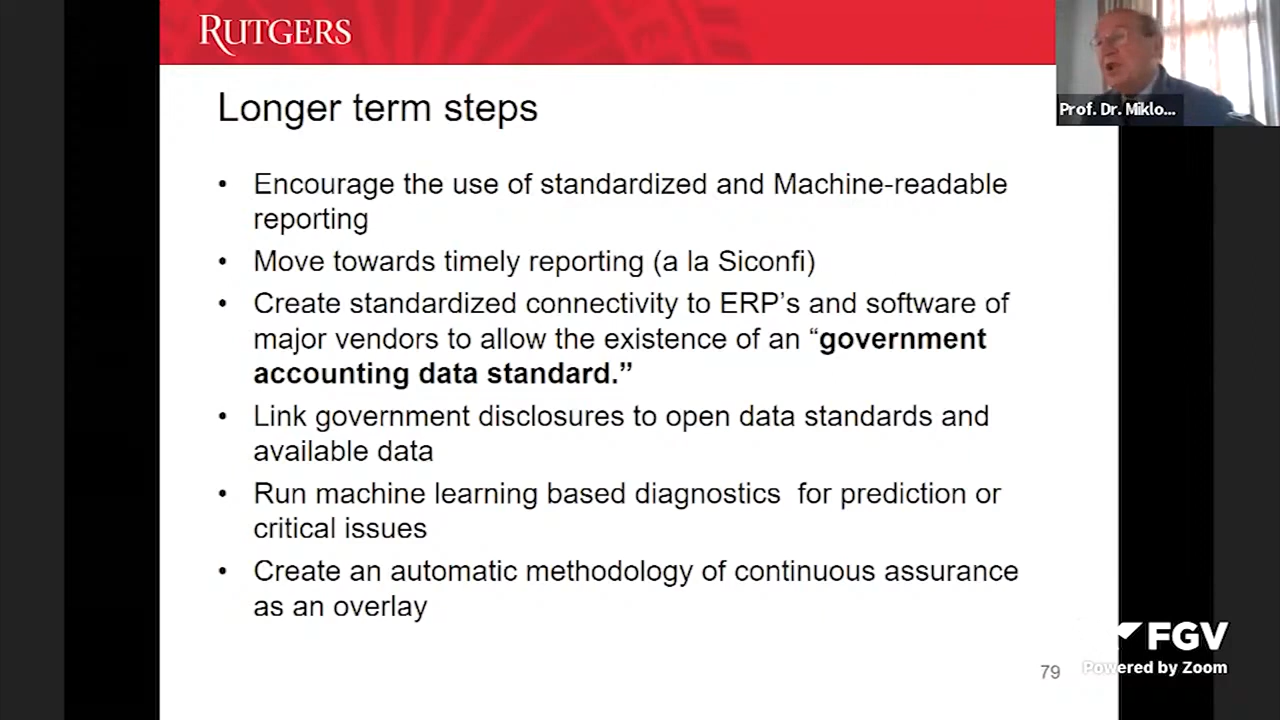 RUTGERS
Prof. Dr. Miklo...
Longer term steps
• Encourage the use of standardized and Machine-readable
reporting
• Move towards timely reporting (a la Siconfi)
• Create standardized connectivity to ERP’s and software of
major vendors to allow the existence of an “government
accounting data standard.”
• Link government disclosures to open data standards and
available data
• Run machine learning based diagnostics  for prediction or
critical issues
• Create an automatic methodology of continuous assurance
as an overlay
79
FGV
Powered by Zoom